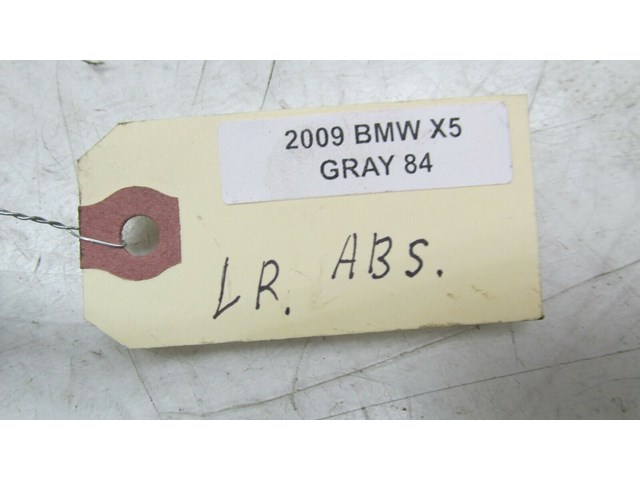 2009 BMW X5
GRAY 84
LR. ABS.